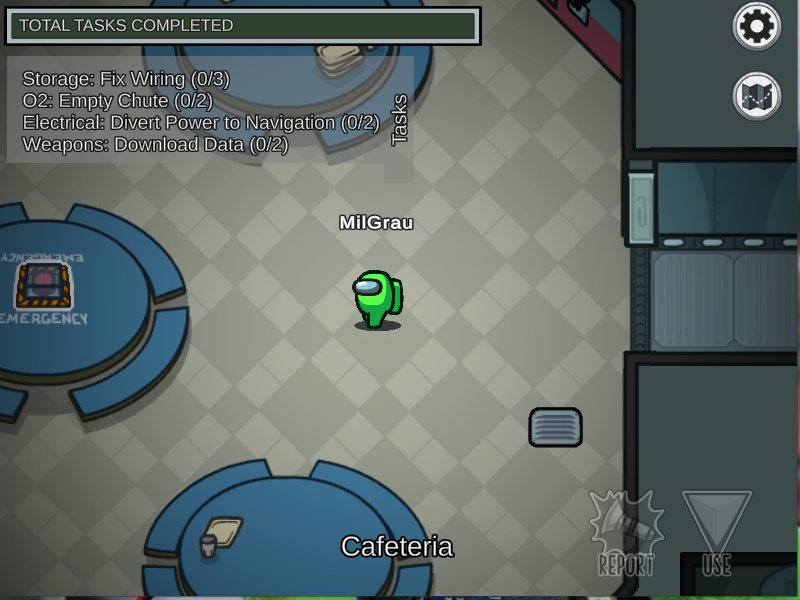 TOTAL TASKS COMPLETED
Storage: Fix Wiring (0/3)
O2: Empty Chute (0/2)
Electrical: Divert Power to Navigation (0/2)
Weapons: Download Data (0/2)
Tasks
MilGrau
EMERGENCY
EMERGENCY
Cafeteria
REPORT
USE